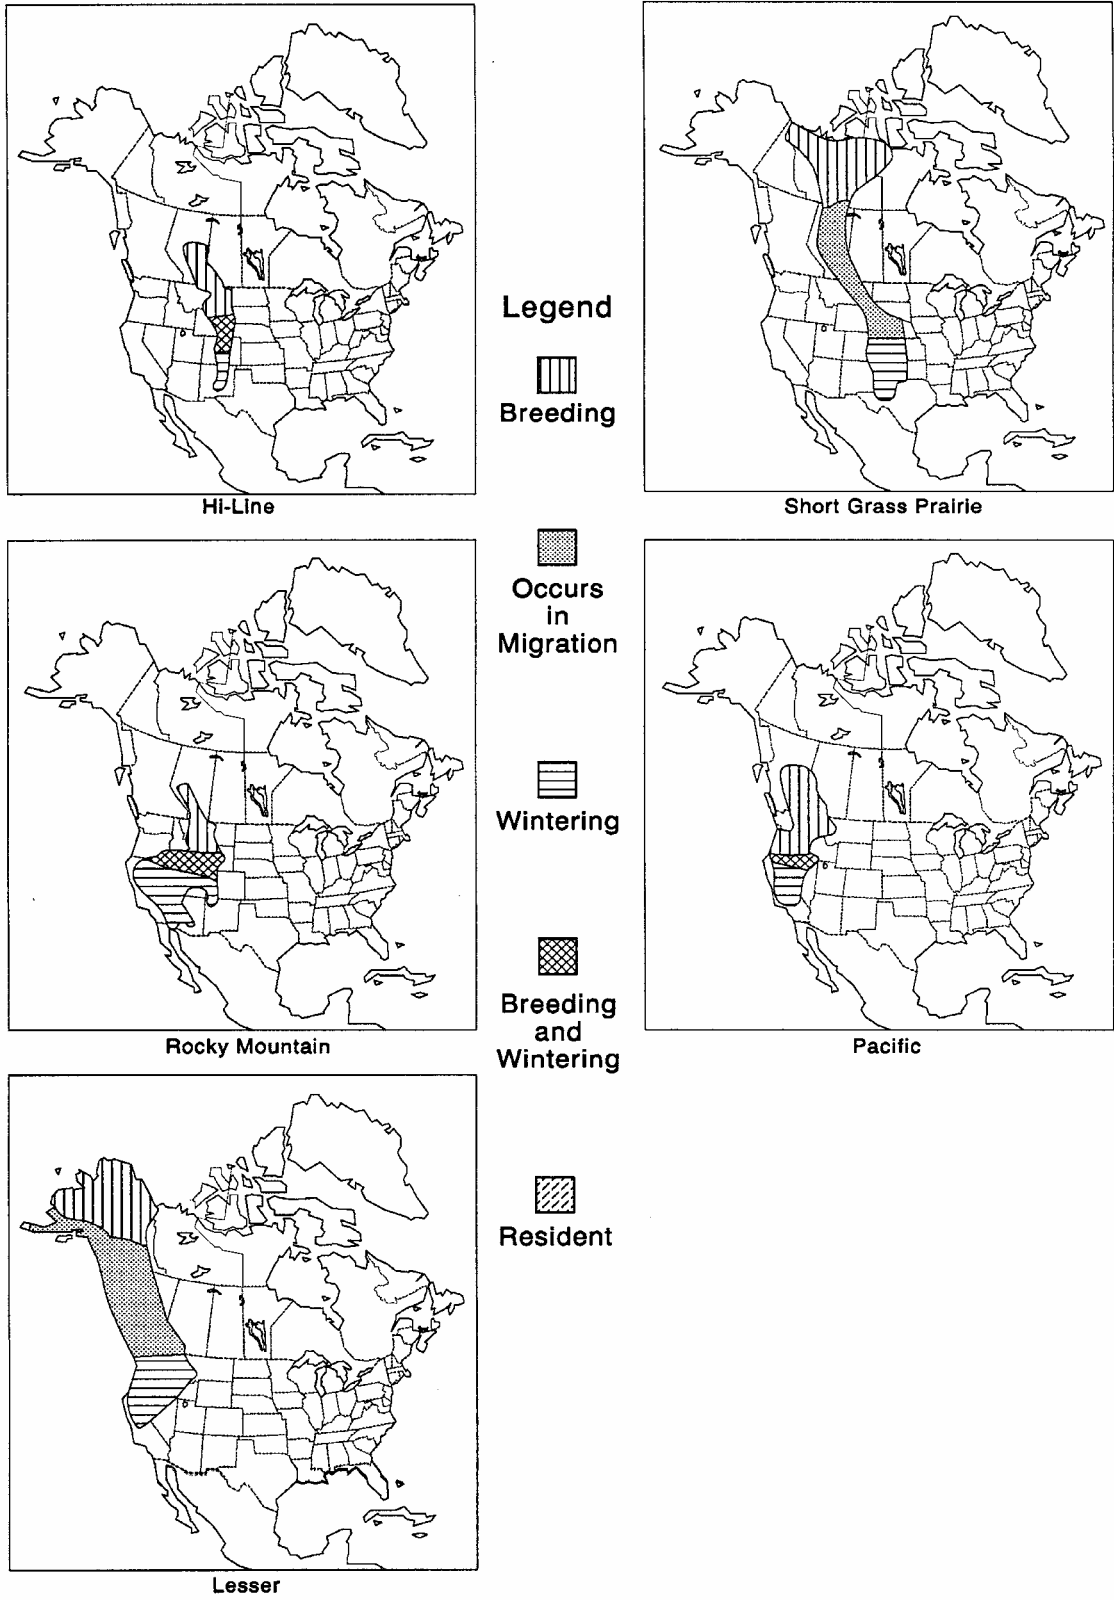 Hi-Line
Short Grass Prairie
Legend
Breeding
Occurs
in
Migration
Wintering
Breeding
and
Wintering
Resident
Rocky Mountain
Pacific
Lesser